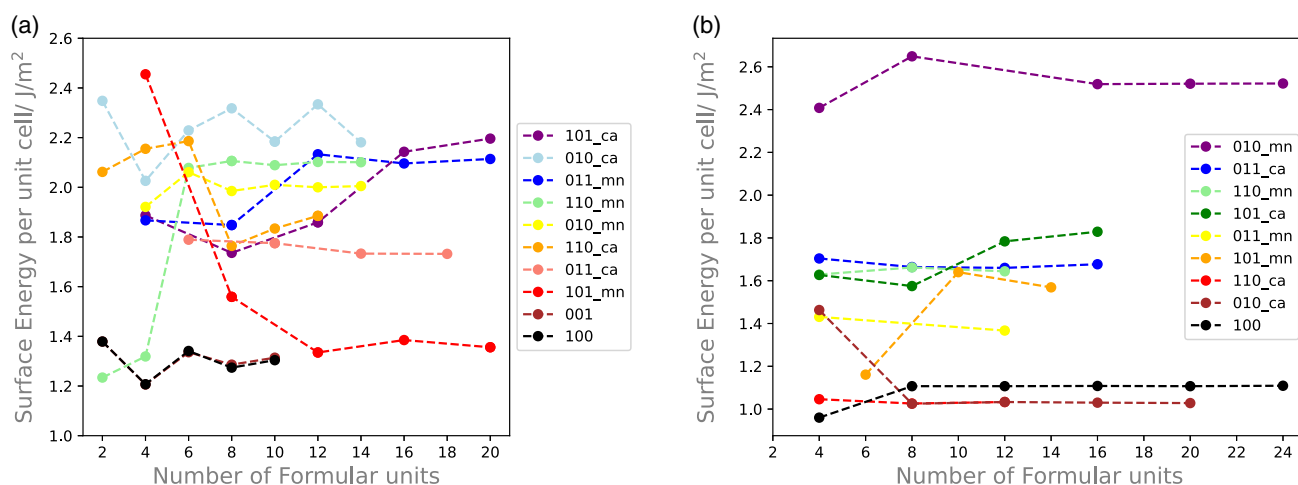 (a)
Surface Energy per unit cell/ J/m²
2.6
2.4
2.2
2.0
1.8
1.6
1.4
1.2
1.0
2 4 6 8 10 12 14 16 18 20
Number of Formular units
101_ca
010_ca
011_mn
110_mn
010_mn
110_ca
011_ca
101_mn
001
100
(b)
Surface Energy per unit cell/ J/m²
2.6
2.4
2.2
2.0
1.8
1.6
1.4
1.2
1.0
2 4 6 8 10 12 14 16 18 20 22 24
Number of Formular units
010_mn
011_ca
110_mn
101_ca
011_mn
101_mn
110_ca
010_ca
100